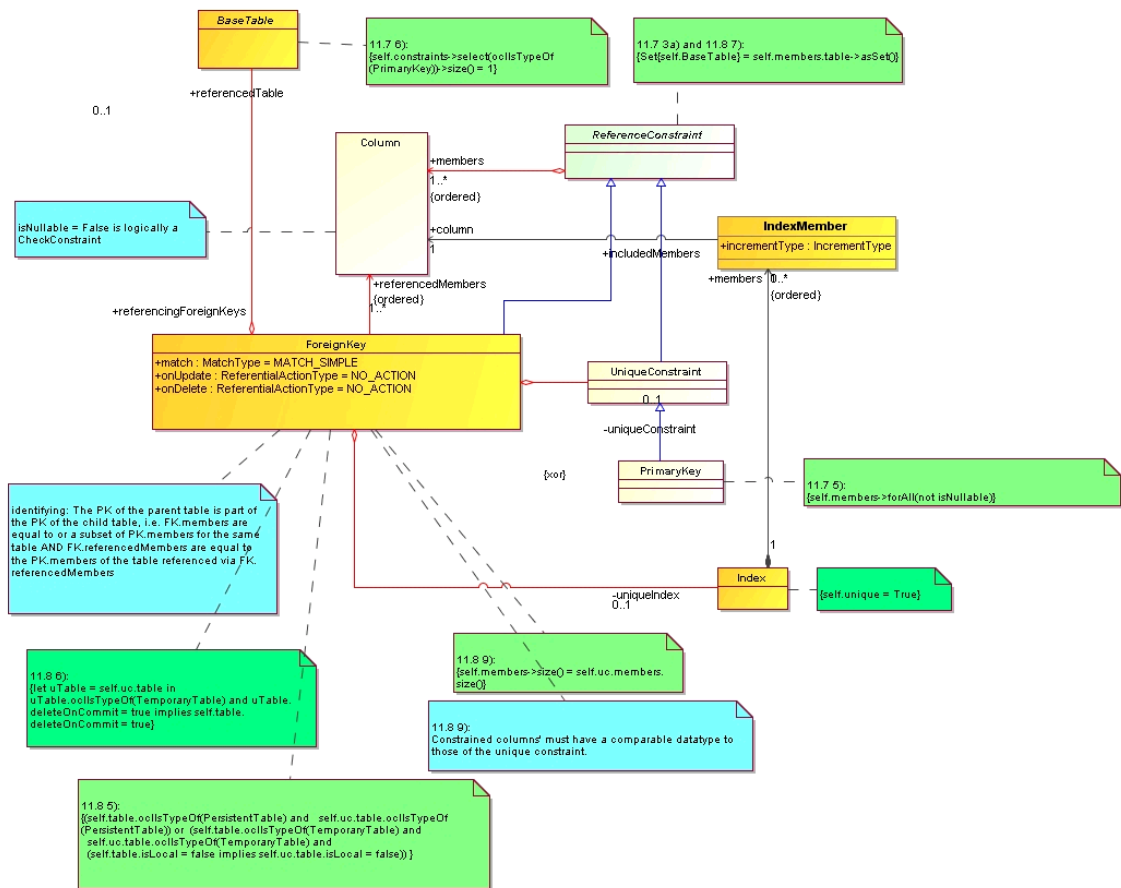 BaseTable
11.7 6):
{self.constraints->select(oclIsTypeOf
(PrimaryKey))->size() = 1}
11.7 3a) and 11.8 7):
{Set{self.BaseTable} = self.members.table->asSet()}
+referencedTable
0..1
Column
ReferenceConstraint
+members
1..*
{ordered}
isNullable = False is logically a
CheckConstraint
+column
1
IndexMember
+incrementType : IncrementType
+includedMembers
+members
0..*
{ordered}
+referencedMembers
{ordered}
1..*
+referencingForeignKeys
ForeignKey
+match : MatchType = MATCH_SIMPLE
+onUpdate : ReferentialActionType = NO_ACTION
+onDelete : ReferentialActionType = NO_ACTION
UniqueConstraint
0..1
-uniqueConstraint
{xor}
PrimaryKey
11.7 5):
{self.members->forAll(not isNullable)}
identifying: The PK of the parent table is part
of the PK of the child table, i.e. FK.members are
equal to or a subset of PK.members for the same
table AND FK.referencedMembers are equal to
the PK.members of the table referenced via FK.
referencedMembers
1
Index
-uniqueIndex
0..1
{self.unique = True}
11.8 9):
{self.members->size() = self.uc.members.
size()}
11.8 6):
{let uTable = self.uc.table in
uTable.oclIsTypeOf(TemporaryTable) and uTable.
deleteOnCommit = true implies self.table.
deleteOnCommit = true}
11.8 9):
Constrained columns' must have a comparable datatype to
those of the unique constraint.
11.8 5):
{(self.table.oclIsTypeOf(PersistentTable) and self.uc.table.oclIsTypeOf
(PersistentTable)) or (self.table.oclIsTypeOf(TemporaryTable) and
self.uc.table.oclIsTypeOf(TemporaryTable) and
(self.table.isLocal = false implies self.uc.table.isLocal = false)) }